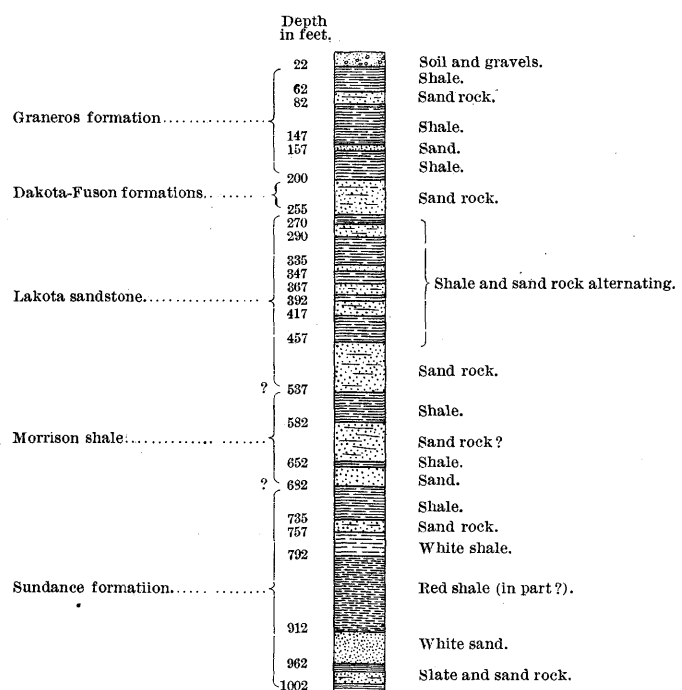 Depth
in feet.
Soil and gravels.
22
Shale.
62
Sand rock.
82
Graneros formation
Shale.
147
Sand.
157
Shale.
200
Dakota-Fuson formations.
Sand rock.
255
270
290
335
347
Shale and sand rock alternating.
367
Lakota sandstone.
392
417
457
Sand rock.
? 537
Shale.
582
Morrison shale
Sand rock?
652
Shale.
Sand.
? 682
Shale.
735
Sand rock.
757
White shale.
792
Sundance formatiion.
Red shale (in part?).
912
White sand.
962
Slate and sand rock.
1002